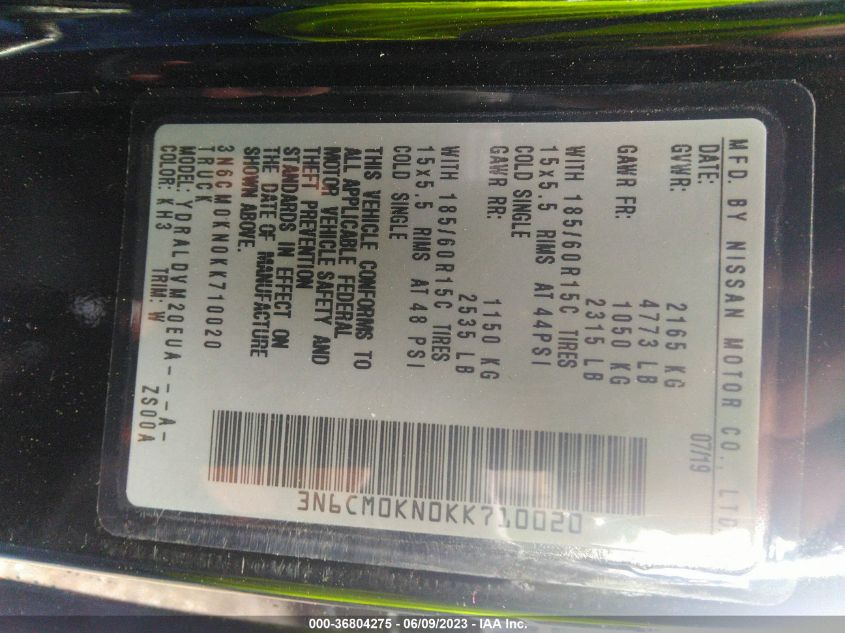 MFD. BY NISSAN MOTOR CO., LTD.
DATE: 07/19
GVWR: 2165 KG
4773 LB
GAWR FR: 1050 KG
2315 LB
WITH 185/60R15C TIRES
15x5.5 RIMS AT 44PSI
COLD SINGLE
GAWR RR: 1150 KG
2535 LB
WITH 185/60R15C TIRES
15x5.5 RIMS AT 48 PSI
COLD SINGLE
THIS VEHICLE CONFORMS TO
ALL APPLICABLE FEDERAL
MOTOR VEHICLE SAFETY AND
THEFT PREVENTION
STANDARDS IN EFFECT ON
THE DATE OF MANUFACTURE
SHOWN ABOVE.
3N6CM0KN0KK710020
TRUCK
MODEL: YDRALDVM20EUA---A-
COLOR: KH3 TRIM: W ZS00A
3N6CM0KN0KK710020
000-36804275 - 06/09/2023 - IAA Inc.